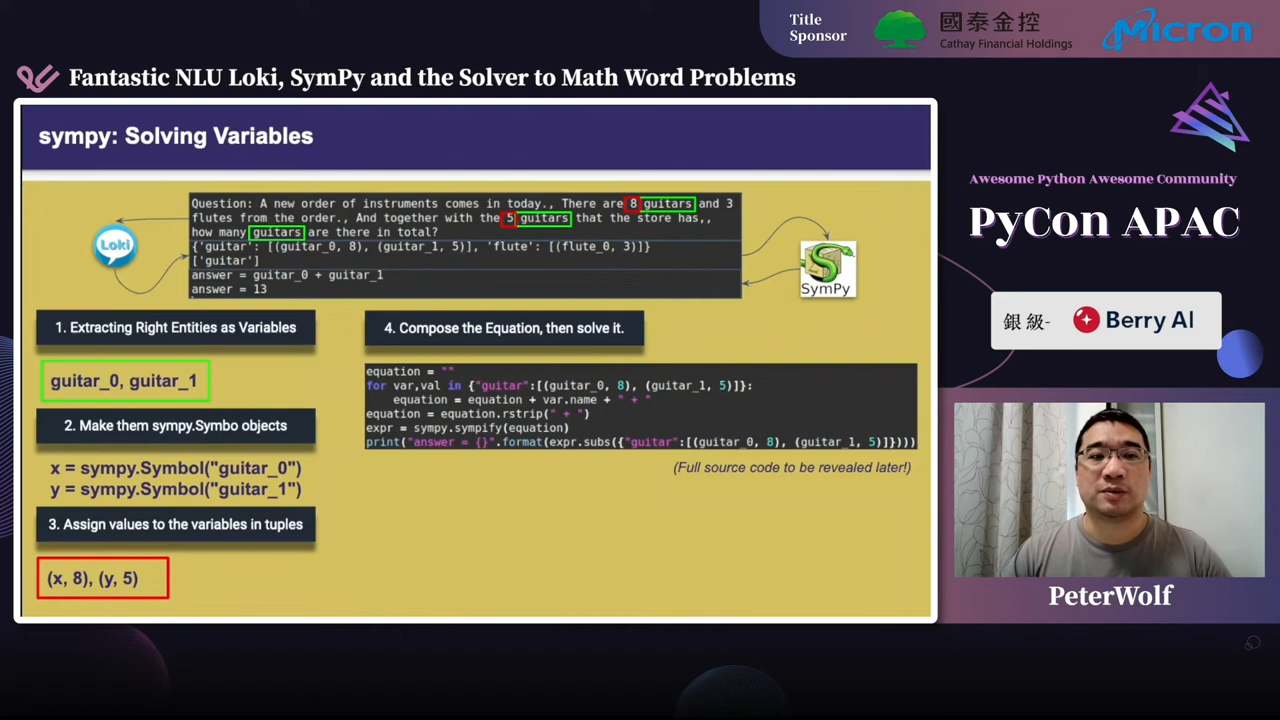 Title
Sponsor
國泰金控
Cathay Financial Holdings
Micron
Fantastic NLU Loki, SymPy and the Solver to Math Word Problems
sympy: Solving Variables
Question: A new order of instruments comes in today., There are 8 guitars and 3
flutes from the order., And together with the 5 guitars that the store has,,
how many guitars are there in total?
{'guitar': [(guitar_0, 8), (guitar_1, 5)], 'flute': [(flute_0, 3)]}
['guitar']
answer = guitar_0 + guitar_1
answer = 13
Loki
SymPy
1. Extracting Right Entities as Variables
guitar_0, guitar_1
2. Make them sympy.Symbo objects
x = sympy.Symbol("guitar_0")
y = sympy.Symbol("guitar_1")
3. Assign values to the variables in tuples
(x, 8), (y, 5)
4. Compose the Equation, then solve it.
equation = ""
for var,val in {"guitar":[(guitar_0, 8), (guitar_1, 5)]}:
    equation = equation + var.name + " + "
equation = equation.rstrip(" + ")
expr = sympy.sympify(equation)
print("answer = {}".format(expr.subs({"guitar":[(guitar_0, 8), (guitar_1, 5)]})))
(Full source code to be revealed later!)
Awesome Python Awesome Community
PyCon APAC
銀級-
Berry AI
PeterWolf